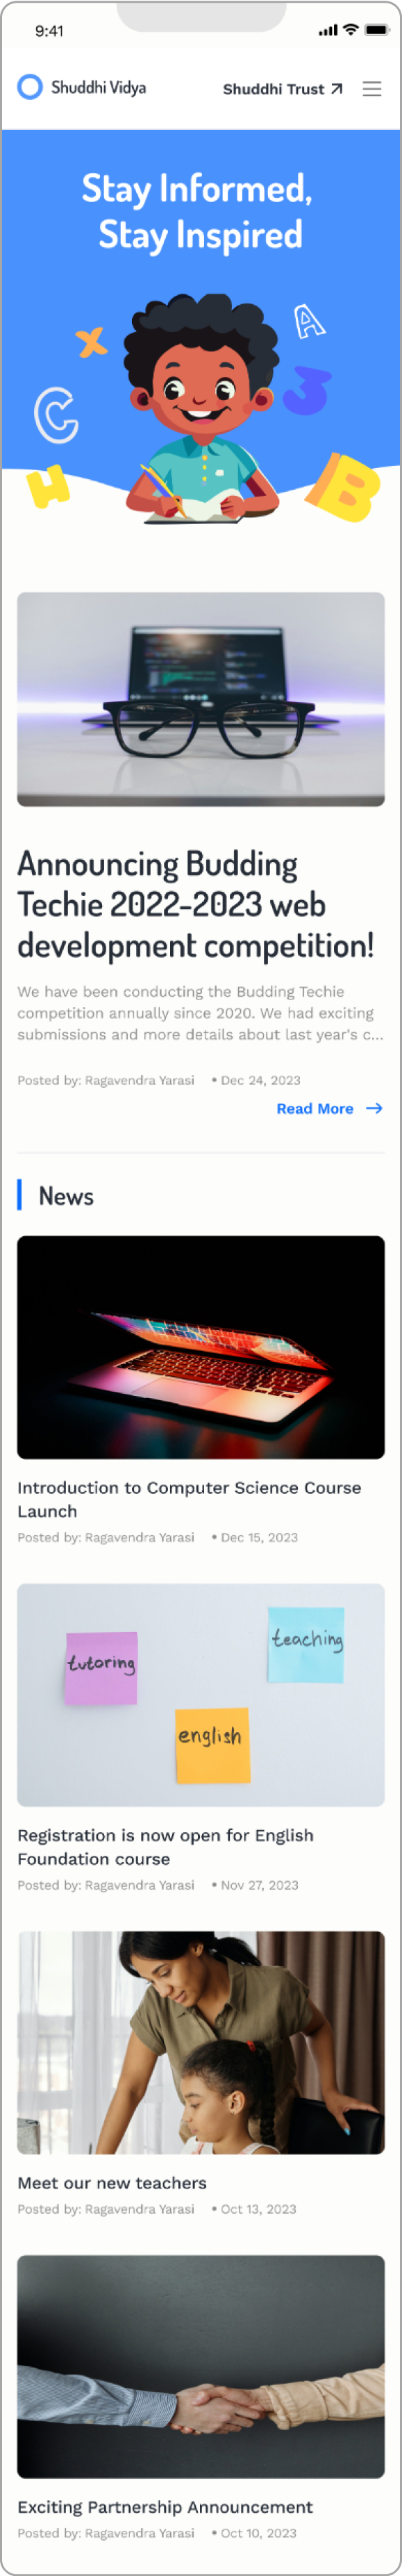 9:41
Shuddhi Vidya
Shuddhi Trust
Stay Informed,
Stay Inspired
A
X
3
C
H
B
Announcing Budding
Techie 2022-2023 web
development competition!
We have been conducting the Budding Techie
competition annually since 2020. We had exciting
submissions and more details about last year's c...
Posted by: Ragavendra Yarasi • Dec 24, 2023
Read More
News
Introduction to Computer Science Course
Launch
Posted by: Ragavendra Yarasi • Dec 15, 2023
tutoring
teaching
english
Registration is now open for English
Foundation course
Posted by: Ragavendra Yarasi • Nov 27, 2023
Meet our new teachers
Posted by: Ragavendra Yarasi • Oct 13, 2023
Exciting Partnership Announcement
Posted by: Ragavendra Yarasi • Oct 10, 2023